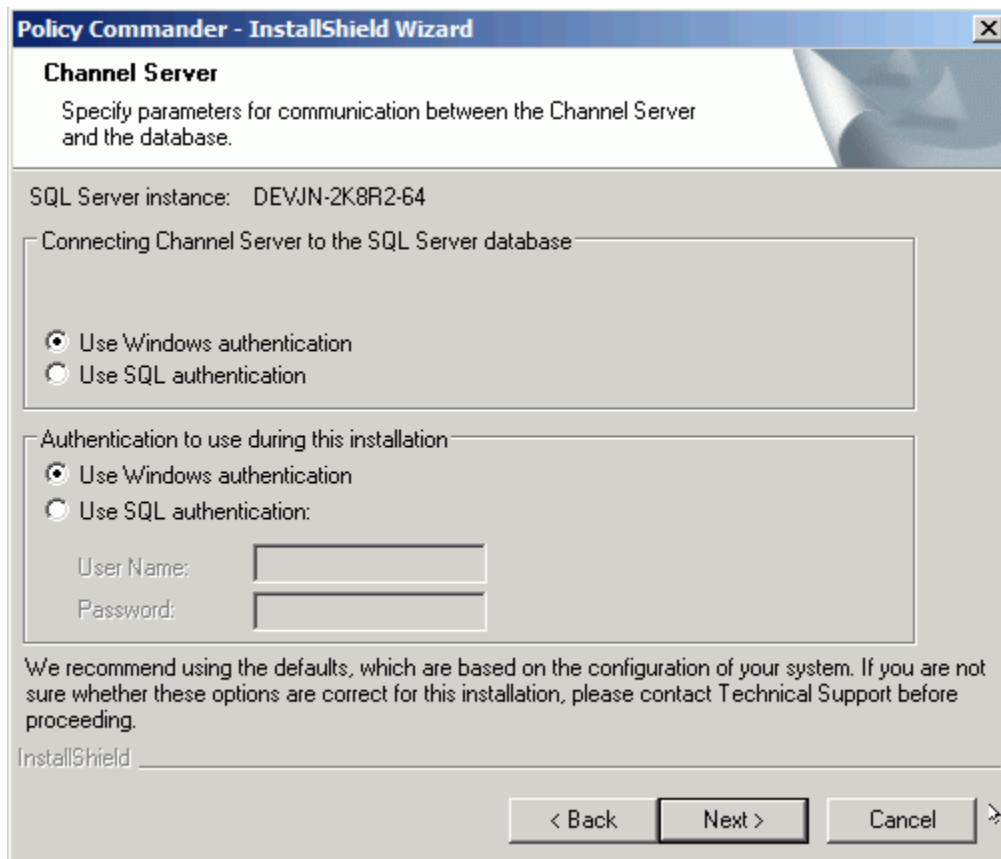 Policy Commander - InstallShield Wizard
Channel Server
Specify parameters for communication between the Channel Server
and the database.
SQL Server instance: DEVJN-2K8R2-64
Connecting Channel Server to the SQL Server database
Use Windows authentication
Use SQL authentication
Authentication to use during this installation
Use Windows authentication
Use SQL authentication:
User Name:
Password:
We recommend using the defaults, which are based on the configuration of your system. If you are not
sure whether these options are correct for this installation, please contact Technical Support before
proceeding.
InstallShield
< Back
Next >
Cancel